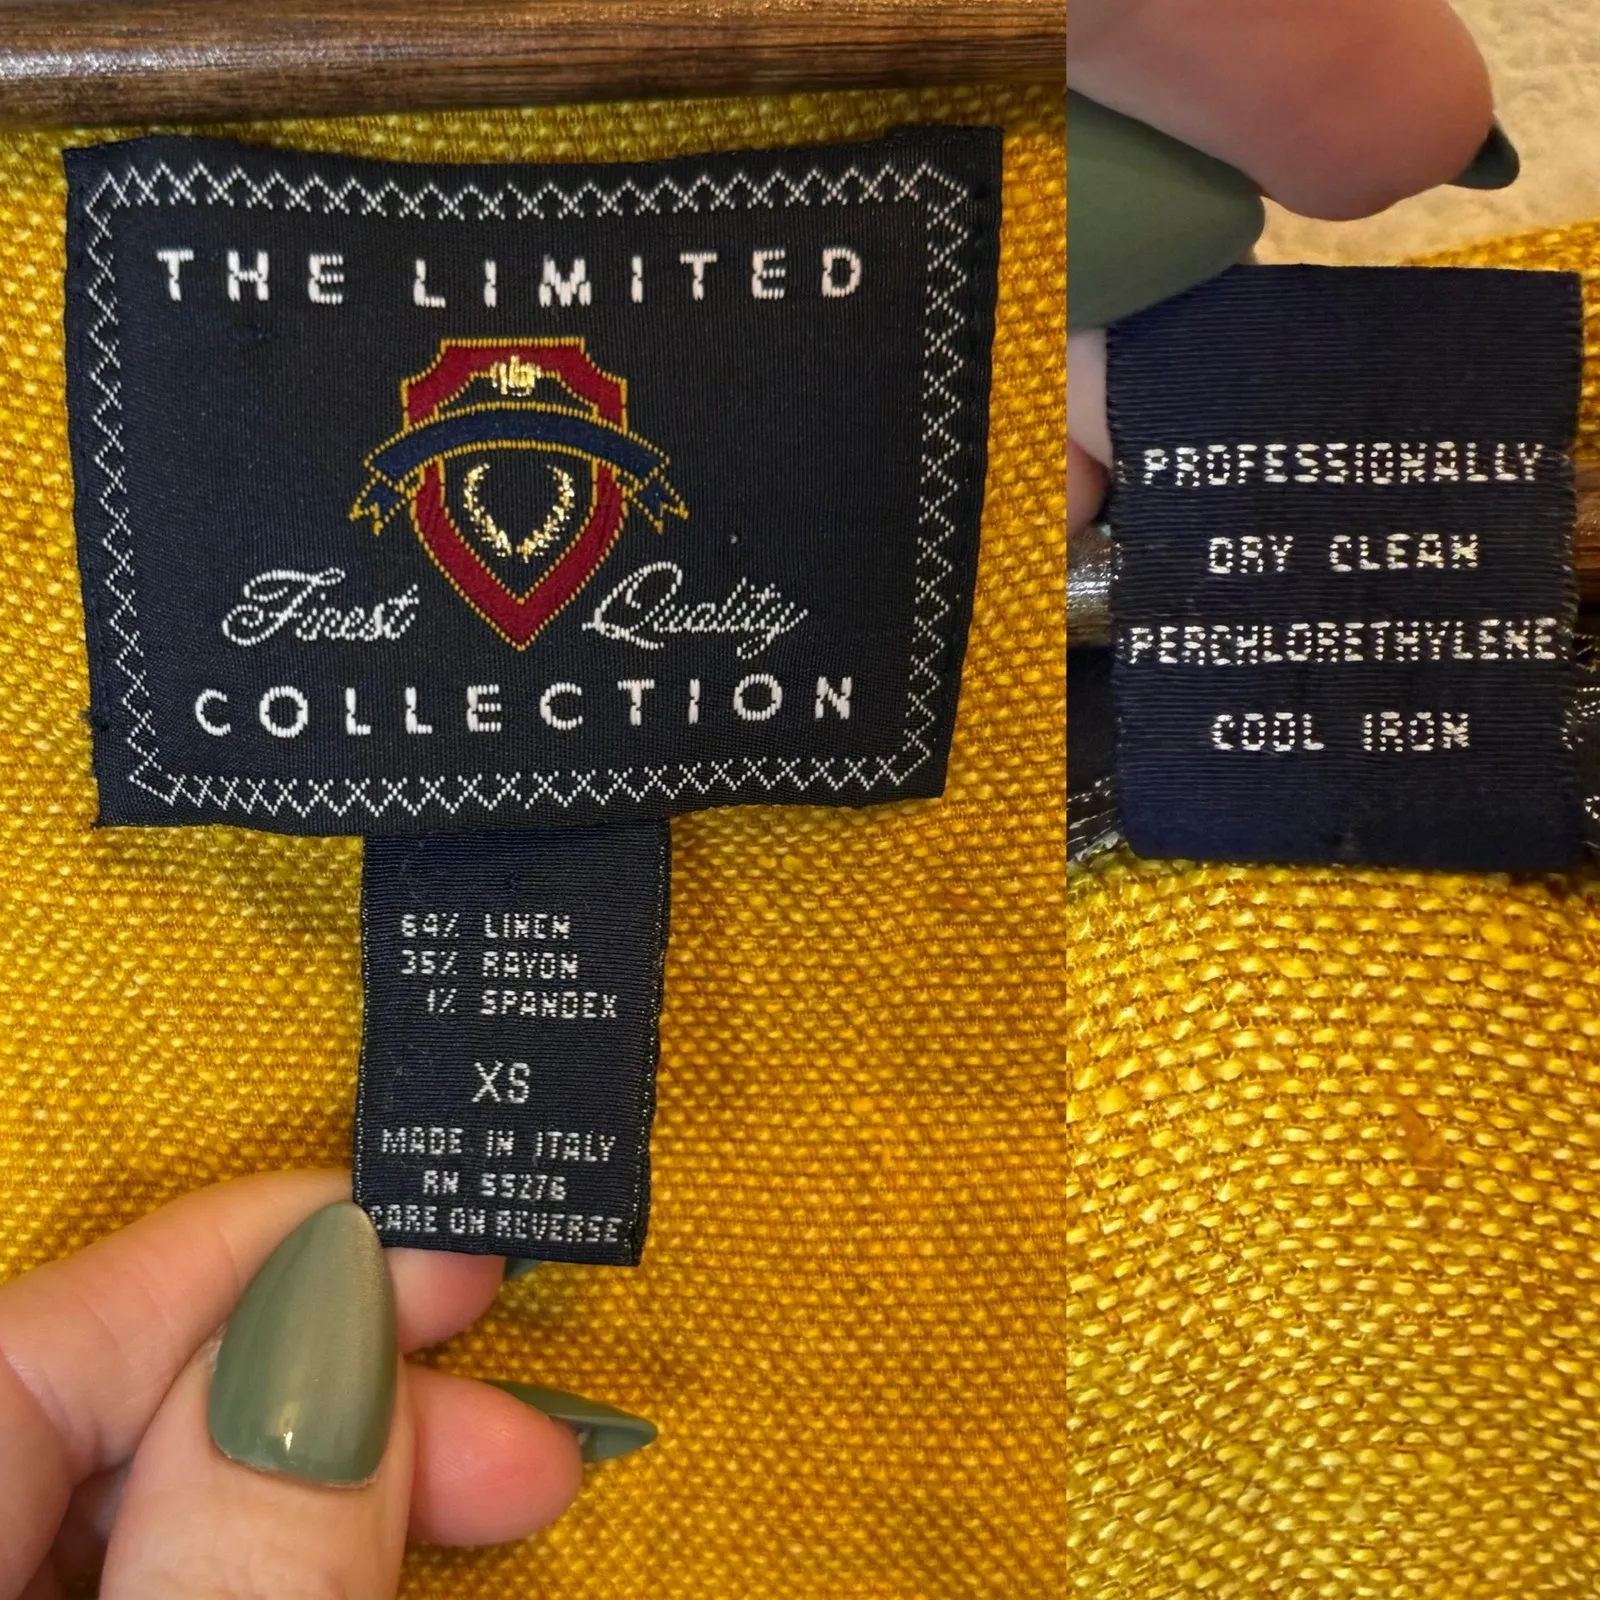 THE LIMITED
Finest Quality
COLLECTION
64% LINEN
35% RAYON
1% SPANDEX
XS
MADE IN ITALY
RN 55276
CARE ON REVERSE
PROFESSIONALLY
DRY CLEAN
PERCHLORETHYLENE
COOL IRON